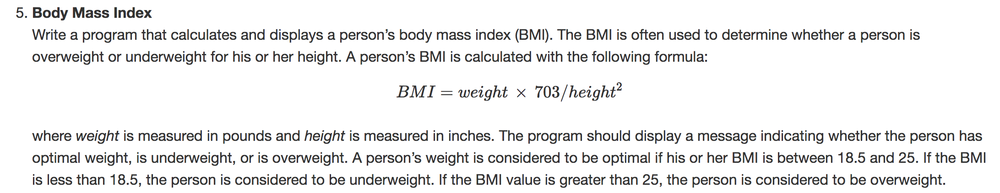 5. Body Mass Index
Write a program that calculates and displays a person’s body mass index (BMI). The BMI is often used to determine whether a person is
overweight or underweight for his or her height. A person’s BMI is calculated with the following formula:
BMI = weight × 703/height²
where weight is measured in pounds and height is measured in inches. The program should display a message indicating whether the person has
optimal weight, is underweight, or is overweight. A person’s weight is considered to be optimal if his or her BMI is between 18.5 and 25. If the BMI
is less than 18.5, the person is considered to be underweight. If the BMI value is greater than 25, the person is considered to be overweight.